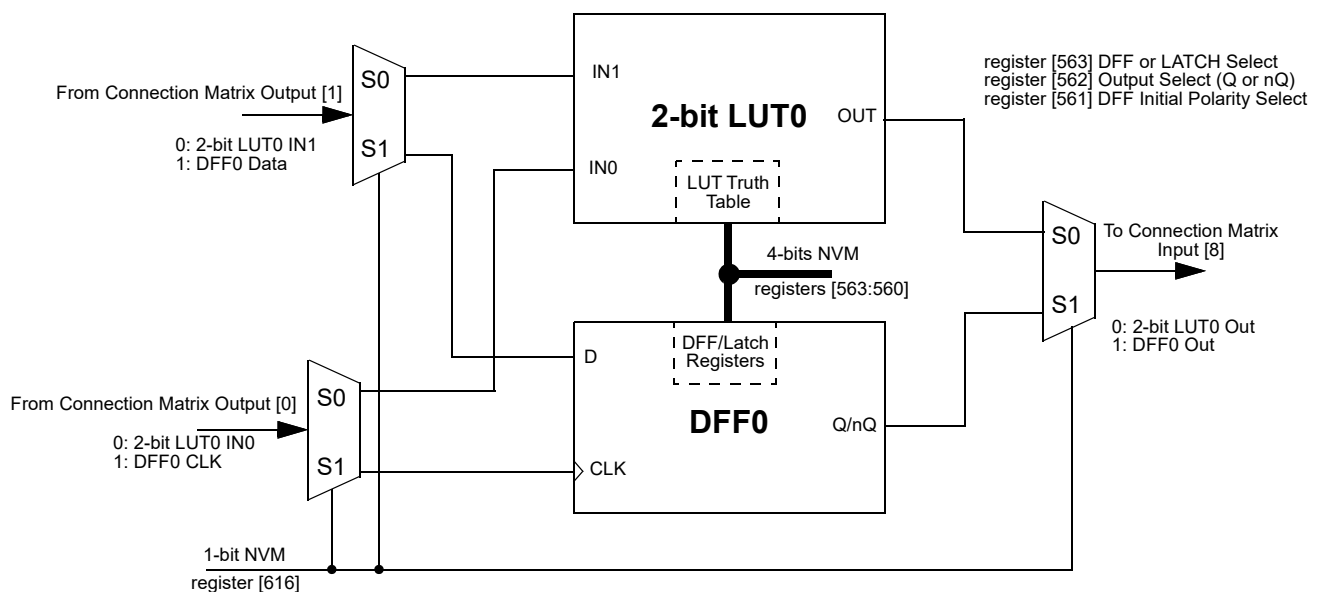 From Connection Matrix Output [1]
0: 2-bit LUT0 IN1
1: DFF0 Data
S0
S1
IN1
2-bit LUT0
OUT
IN0
LUT Truth
Table
register [563] DFF or LATCH Select
register [562] Output Select (Q or nQ)
register [561] DFF Initial Polarity Select
4-bits NVM
registers [563:560]
S0
S1
To Connection Matrix
Input [8]
0: 2-bit LUT0 Out
1: DFF0 Out
From Connection Matrix Output [0]
0: 2-bit LUT0 IN0
1: DFF0 CLK
S0
S1
D
DFF/Latch
Registers
DFF0
Q/nQ
CLK
1-bit NVM
register [616]